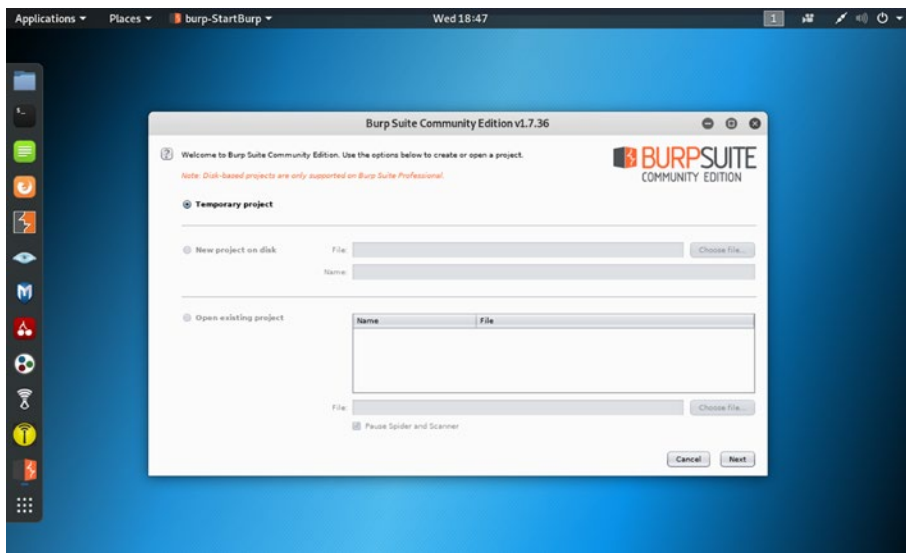 Applications Places burp-StartBurp Wed 18:47 1
Burp Suite Community Edition v1.7.36
Welcome to Burp Suite Community Edition. Use the options below to create or open a project.
Note: Disk-based projects are only supported on Burp Suite Professional.
BURPSUITE
COMMUNITY EDITION
Temporary project
New project on disk File: Choose file...
Name:
Open existing project
Name File
File: Choose file...
Pause Spider and Scanner
Cancel Next